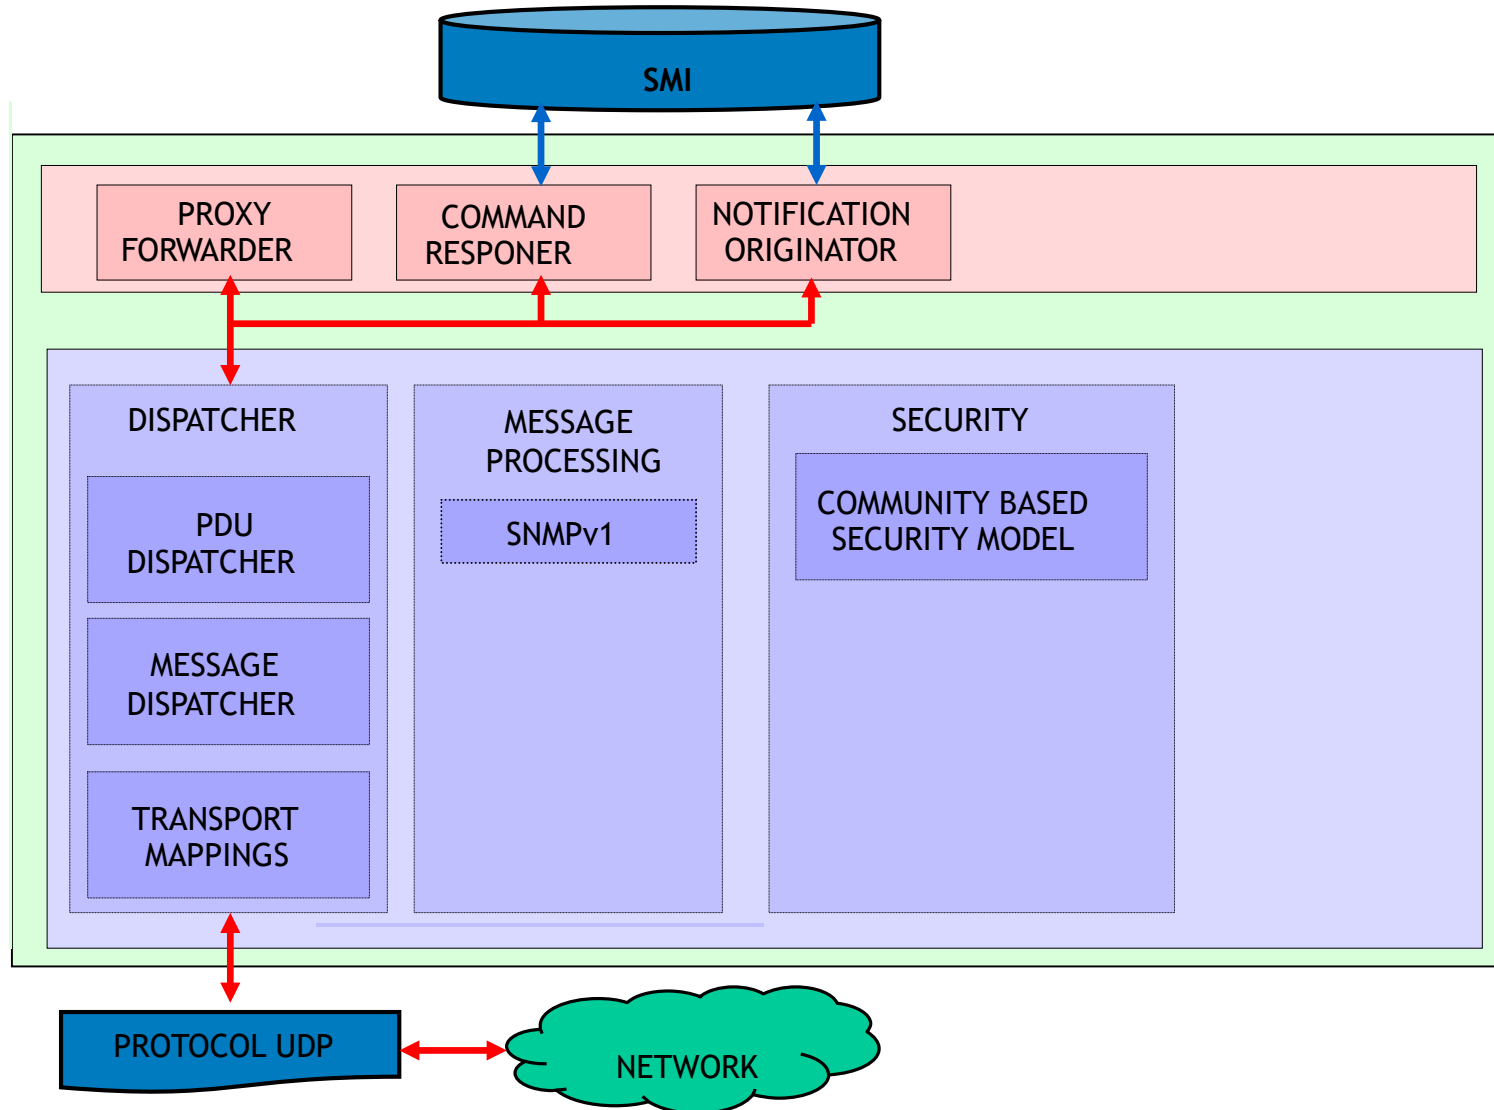 SMI
PROXY
FORWARDER
COMMAND
RESPONER
NOTIFICATION
ORIGINATOR
DISPATCHER
PDU
DISPATCHER
MESSAGE
DISPATCHER
TRANSPORT
MAPPINGS
MESSAGE
PROCESSING
SNMPv1
SECURITY
COMMUNITY BASED
SECURITY MODEL
PROTOCOL UDP
NETWORK